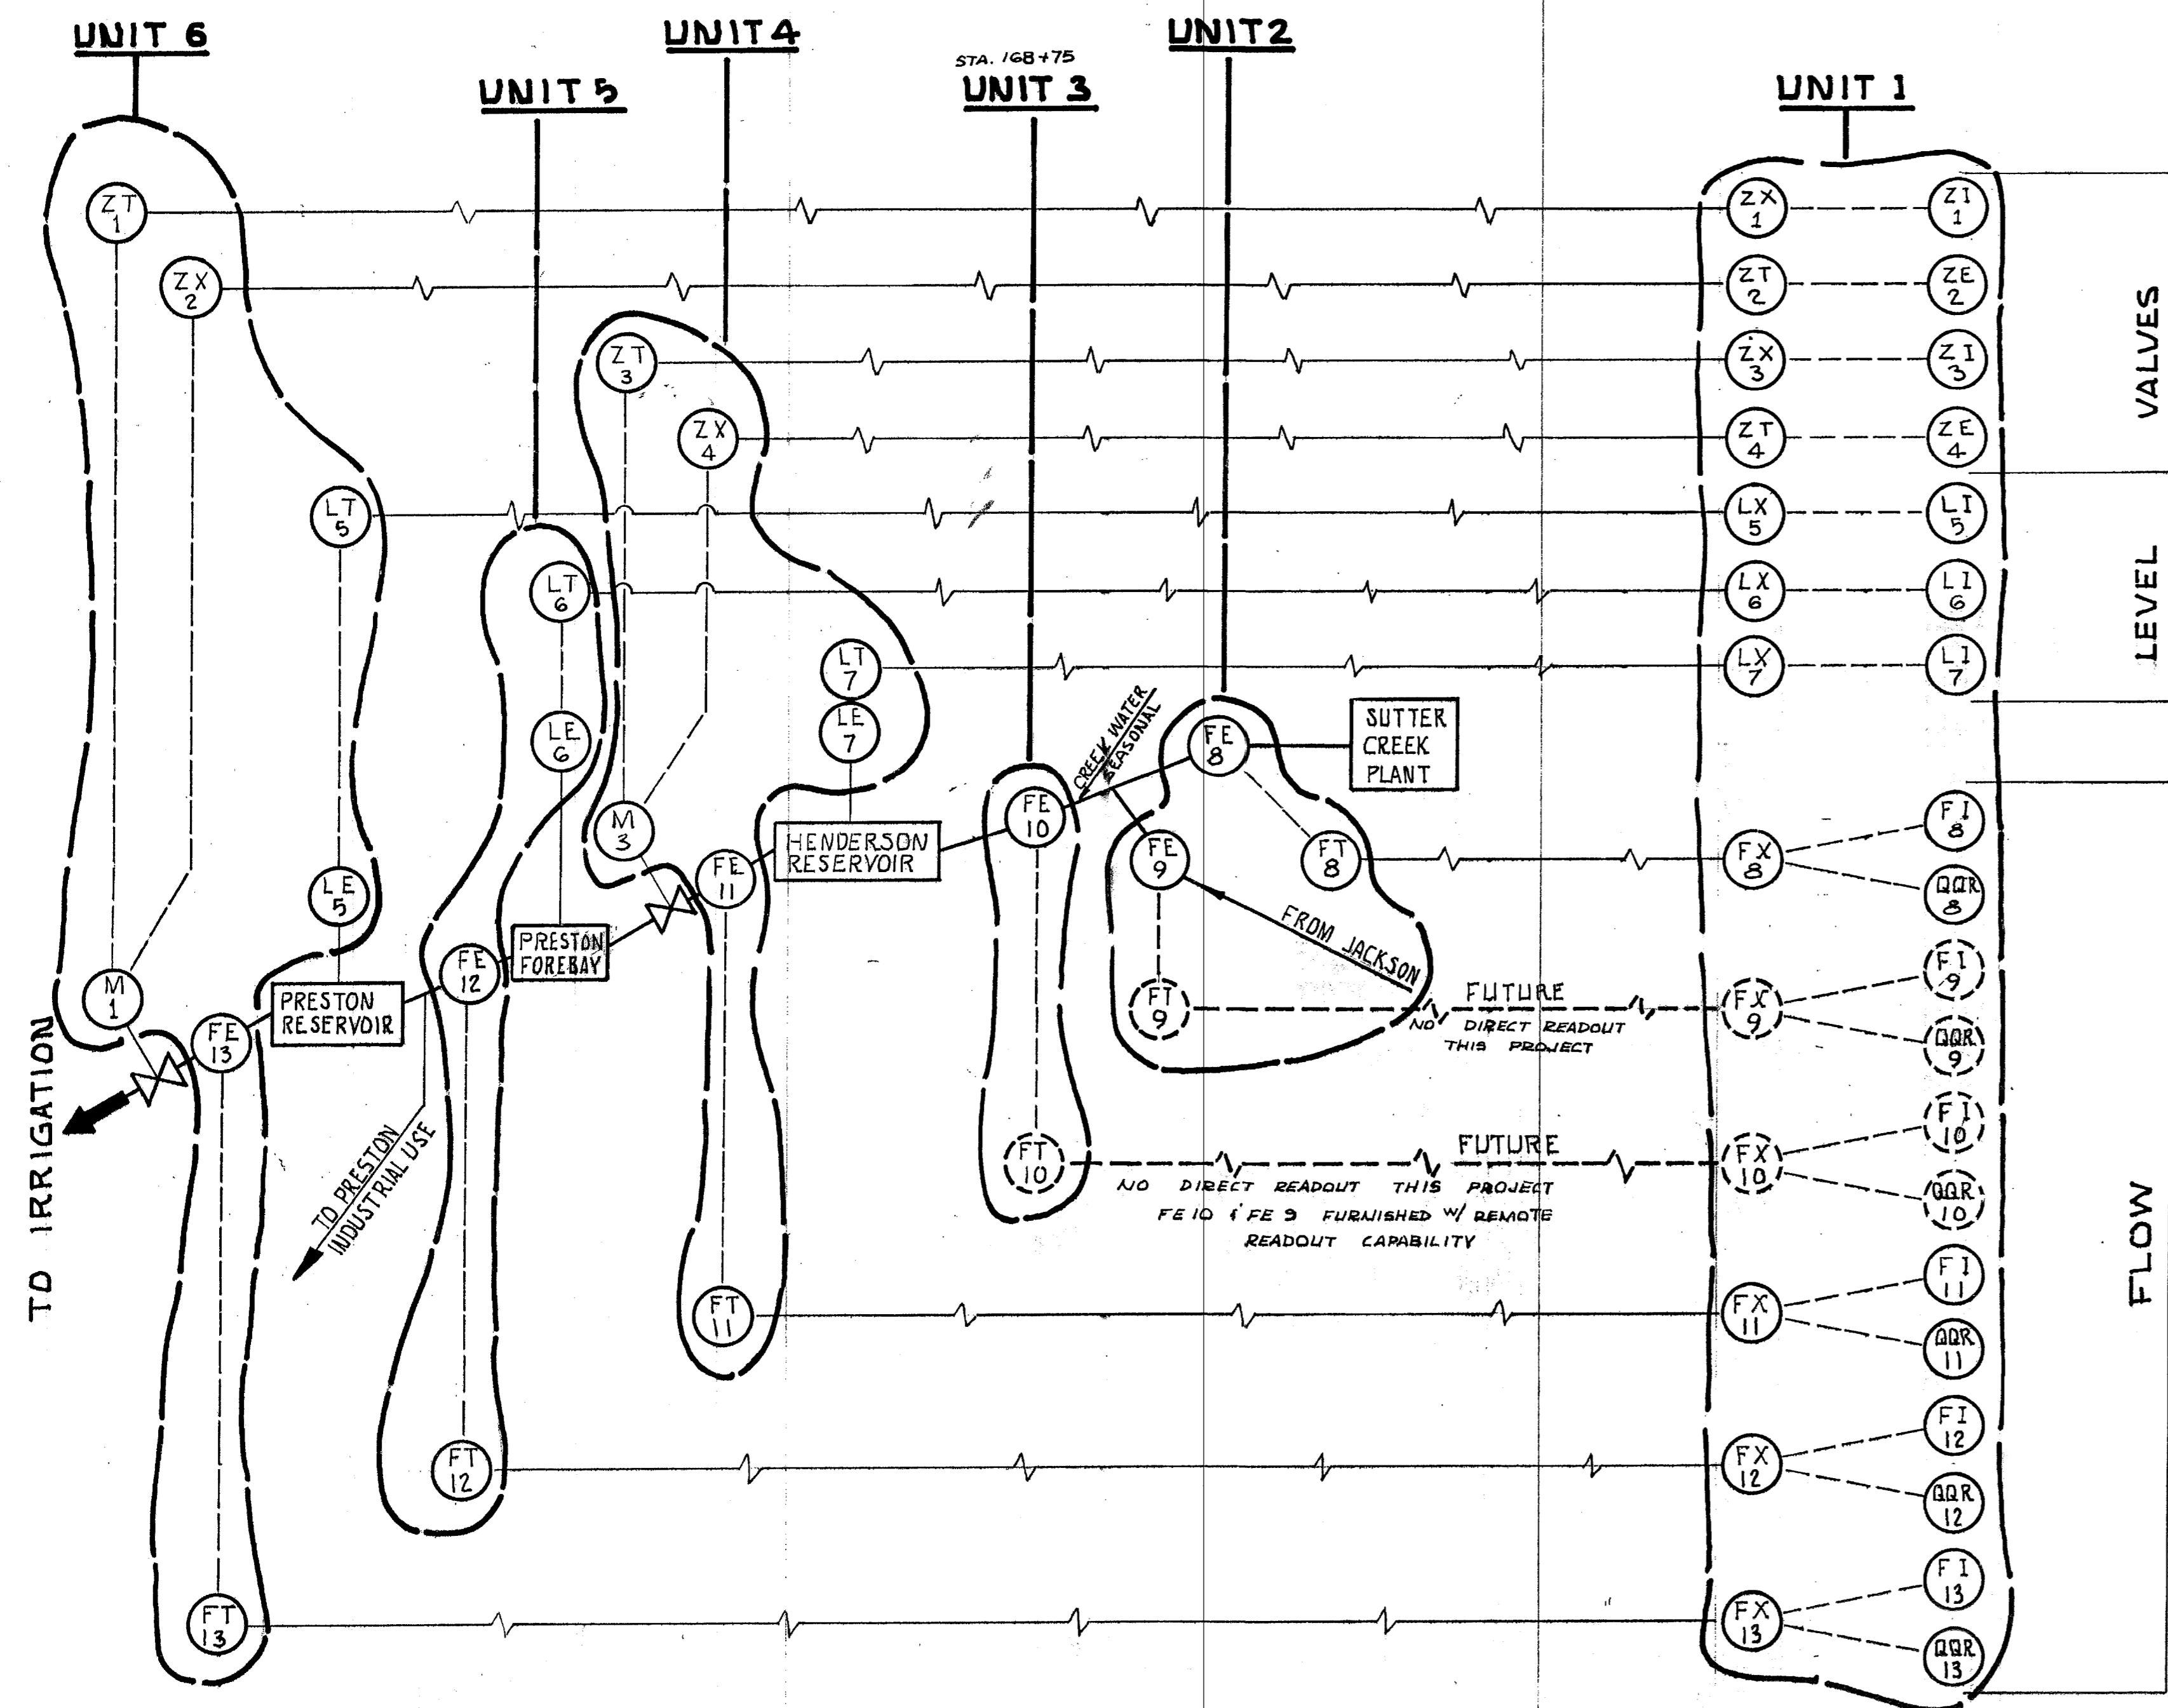 UNIT 6
UNIT 4
UNIT 2
STA. 168+75
UNIT 5
UNIT 3
UNIT 1
ZT
1
ZX
1
ZI
1
ZX
2
ZT
2
ZE
2
ZT
3
ZX
3
ZI
3
ZX
4
ZT
4
ZE
4
VALVES
LT
5
LX
5
LI
5
LT
6
LX
6
LI
6
LT
7
LX
7
LI
7
LEVEL
LE
6
LE
7
CREEK WATER
SEASONAL
FE
8
SUTTER
CREEK
PLANT
M
3
HENDERSON
RESERVOIR
FE
10
FE
9
FT
8
FX
8
FI
8
QQR
8
LE
5
FE
11
FROM JACKSON
PRESTON
FOREBAY
FE
12
M
1
PRESTON
RESERVOIR
FE
13
FT
9
FUTURE
NO DIRECT READOUT
THIS PROJECT
FX
9
FI
9
QQR
9
TO IRRIGATION
TO PRESTON
INDUSTRIAL USE
FT
10
FUTURE
NO DIRECT READOUT THIS PROJECT
FE 10 & FE 9 FURNISHED W/ REMOTE
READOUT CAPABILITY
FX
10
FI
10
QQR
10
FLOW
FT
11
FX
11
FI
11
QQR
11
FT
12
FX
12
FI
12
QQR
12
FT
13
FX
13
FI
13
QQR
13